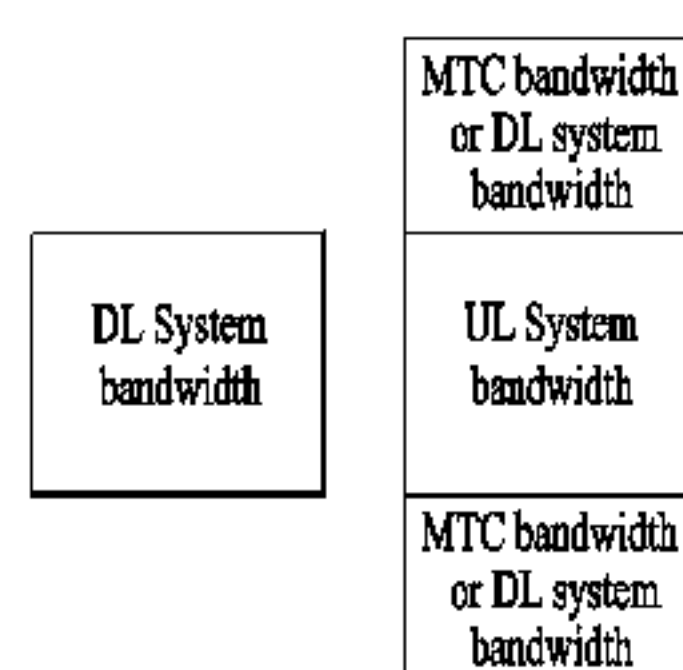 MTC bandwidth
or DL system
bandwidth
DL System
bandwidth
UL System
bandwidth
MTC bandwidth
or DL system
bandwidth